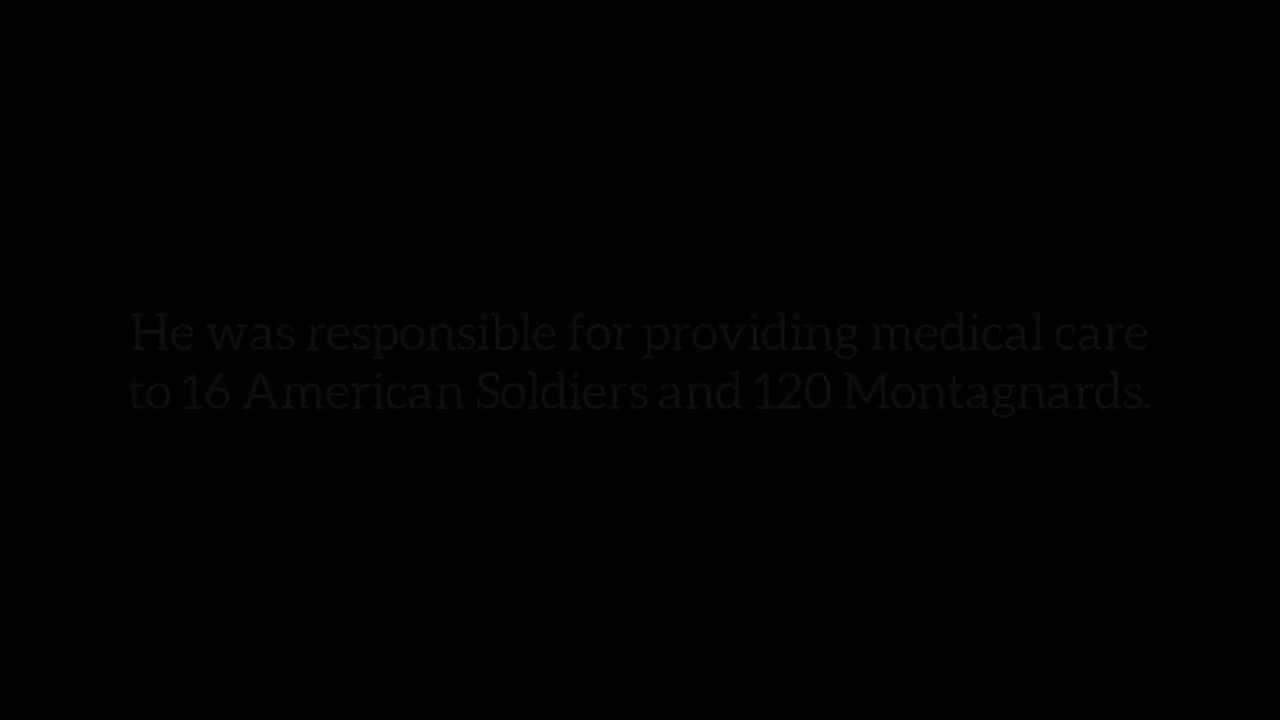 He was responsible for providing medical care
to 16 American Soldiers and 120 Montagnards.